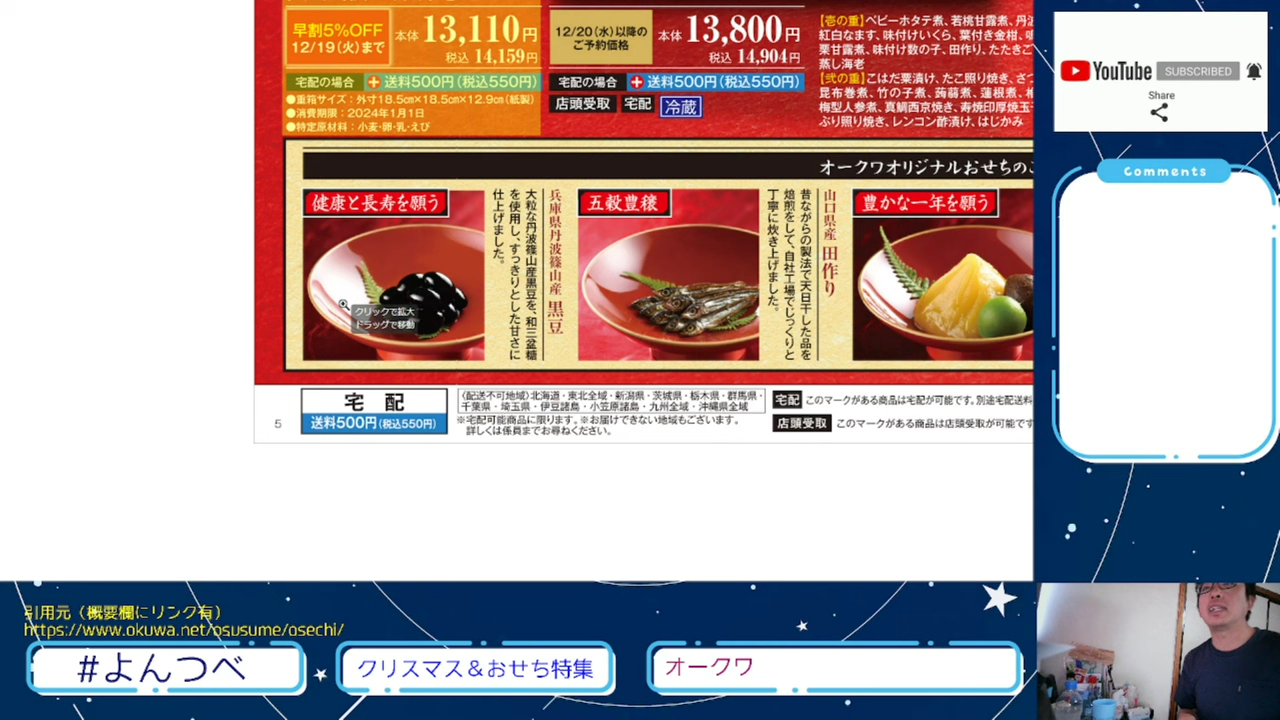 早割5%OFF
12/19(火)まで
本体 13,110円
税込 14,159円
12/20(水)以降の
ご予約価格
本体 13,800円
税込 14,904円
宅配の場合 + 送料500円(税込550円)
●重箱サイズ：外寸18.5cm×18.5cm×12.9cm(紙製)
●消費期限：2024年1月1日
●特定原材料：小麦・卵・乳・えび
宅配の場合 + 送料500円(税込550円)
店頭受取 宅配 冷蔵
【壱の重】ベビーホタテ煮、若桃甘露煮、丹波
紅白なます、味付けいくら、葉付き金柑、
栗甘露煮、味付け数の子、田作り、たたきご
蒸し海老
【弐の重】こはだ粟漬け、たこ照り焼き、さつ
昆布巻煮、竹の子煮、蒟蒻煮、蓮根煮、
梅型人参煮、真鯛西京焼き、寿焼印厚焼玉子
ぶり照り焼き、レンコン酢漬け、はじかみ
オークワオリジナルおせちのこ
健康と長寿を願う
兵庫県丹波篠山産 黒豆
大粒な丹波篠山産黒豆を、和三盆糖
を使用し、すっきりとした甘さに
仕上げました。
五穀豊穣
山口県産 田作り
昔ながらの製法で天日干しした品を
焙煎をして、自社工場でじっくりと
丁寧に炊き上げました。
豊かな一年を願う
クリックで拡大
ドラッグで移動
5
宅 配
送料500円(税込550円)
〈配送不可地域〉北海道・東北全域・新潟県・茨城県・栃木県・群馬県・
千葉県・埼玉県・伊豆諸島・小笠原諸島・九州全域・沖縄県全域
※宅配可能商品に限ります。※お届けできない地域もございます。
詳しくは係員までお尋ねください。
宅配 このマークがある商品は宅配が可能です。別途宅配送料
店頭受取 このマークがある商品は店頭受取が可能です
YouTube SUBSCRIBED
Share
Comments
引用元（概要欄にリンク有）
https://www.okuwa.net/osusume/osechi/
#よんつべ
クリスマス＆おせち特集
オークワ